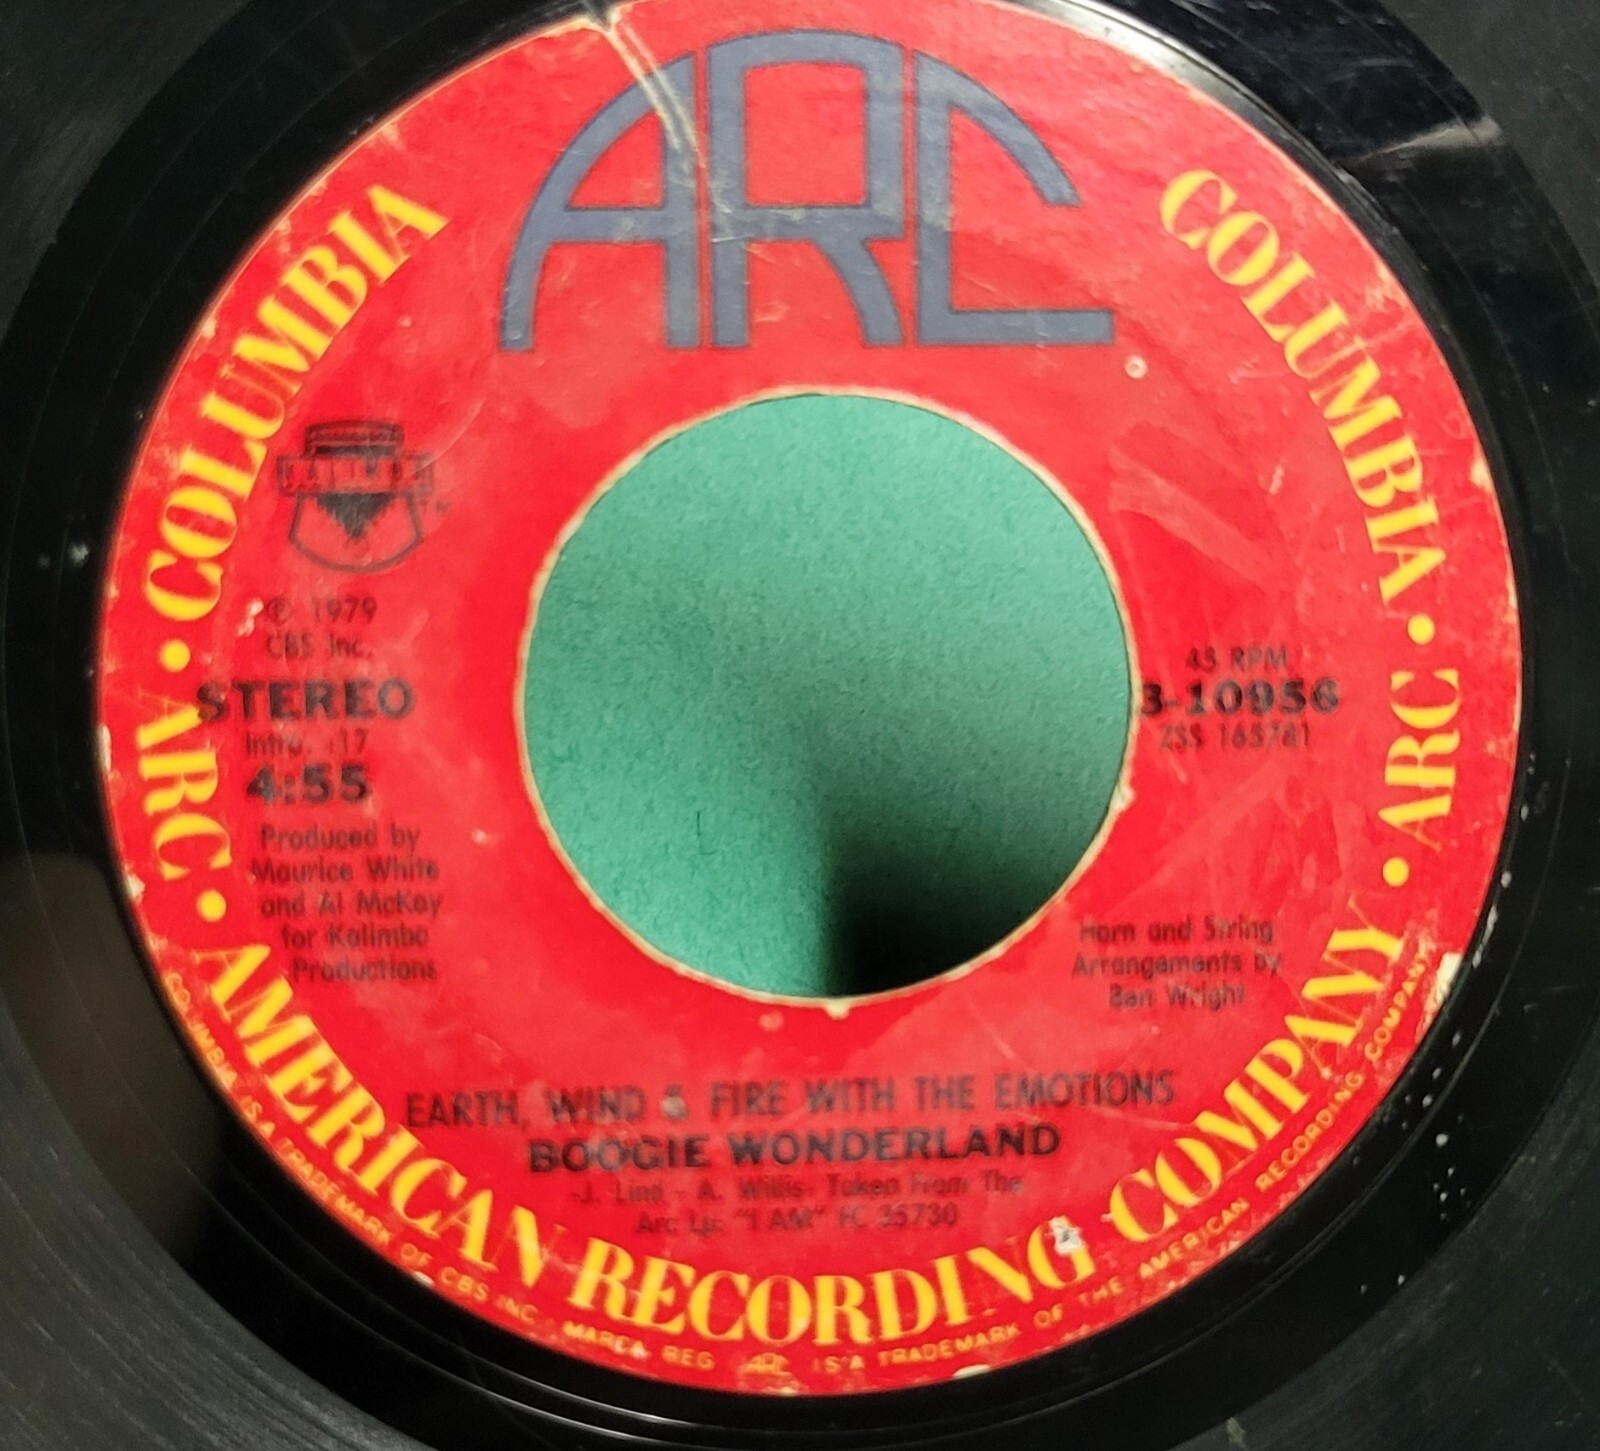 ARC
COLUMBIA
COLUMBIA
℗ 1979
CBS Inc.
STEREO
Intro. :17
4:55
Produced by
Maurice White
and Al McKay
for Kalimba
Productions
45 RPM
3-10956
ZSS 165781
Horn and String
Arrangements by
Ben Wright
EARTH, WIND & FIRE WITH THE EMOTIONS
BOOGIE WONDERLAND
-J. Lind - A. Willis- Taken From The
Arc Lp: "I AM" FC 35730
• ARC • AMERICAN RECORDING COMPANY • ARC •
COLUMBIA IS A TRADEMARK OF CBS INC. MARCA REG. ARC IS A TRADEMARK OF THE AMERICAN RECORDING COMPANY